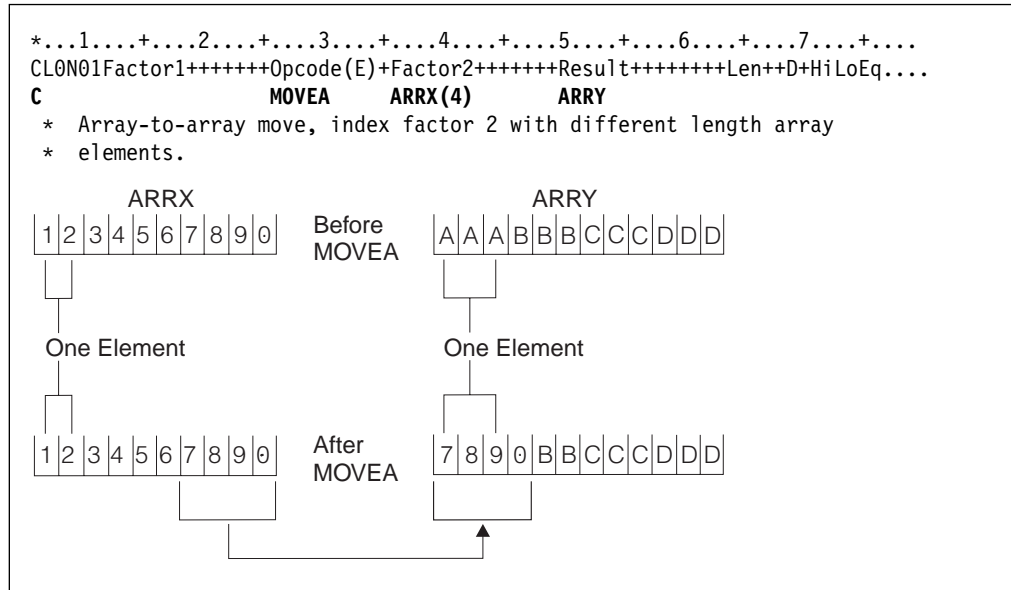 *...1....+....2....+....3....+....4....+....5....+....6....+....7....+....
CL0N01Factor1+++++++Opcode(E)+Factor2+++++++Result++++++++Len++D+HiLoEq....
C                    MOVEA     ARRX(4)       ARRY
 *  Array-to-array move, index factor 2 with different length array
 *  elements.
ARRX ARRY
1 2 3 4 5 6 7 8 9 0 Before MOVEA A A A B B B C C C D D D
One Element One Element
1 2 3 4 5 6 7 8 9 0 After MOVEA 7 8 9 0 B B C C C D D D